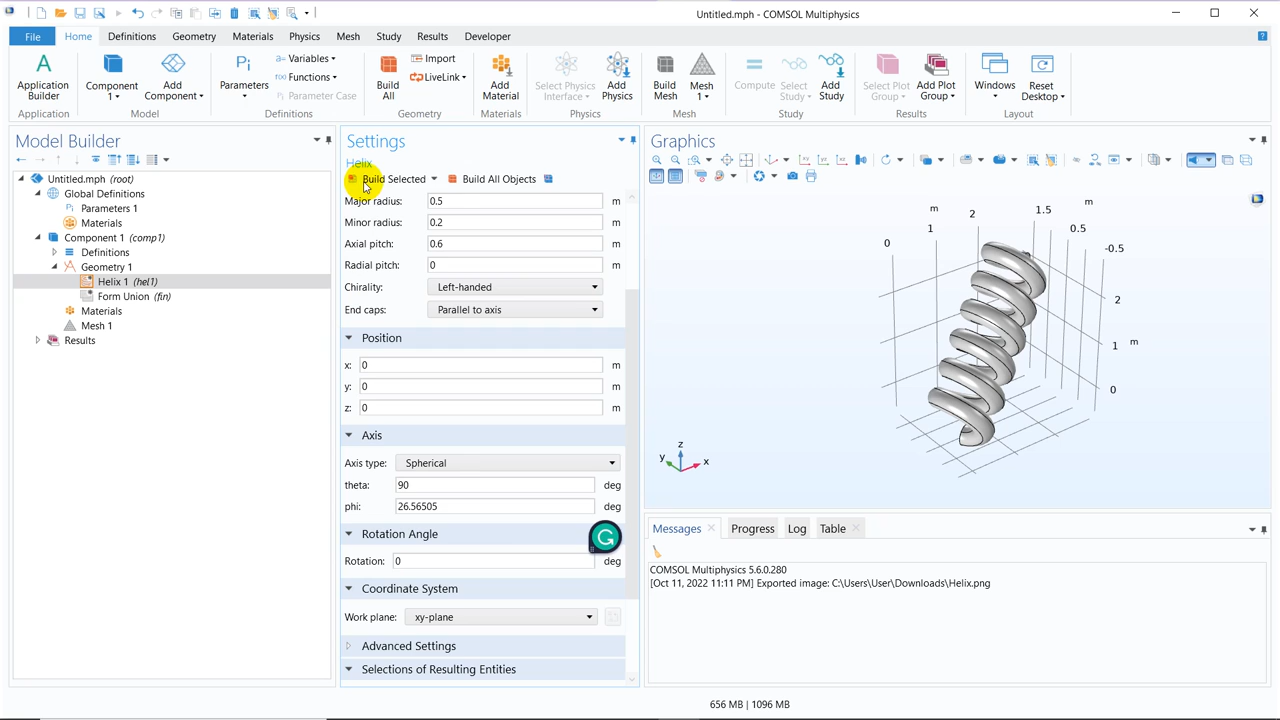 Untitled.mph - COMSOL Multiphysics
File Home Definitions Geometry Materials Physics Mesh Study Results Developer
Application Builder
Component 1
Add Component
Parameters
Variables
Functions
Parameter Case
Build All
Import
LiveLink
Add Material
Select Physics Interface
Add Physics
Build Mesh
Mesh 1
Compute
Select Study
Add Study
Select Plot Group
Add Plot Group
Windows
Reset Desktop
Application Model Definitions Geometry Materials Physics Mesh Study Results Layout
Model Builder
Untitled.mph (root)
Global Definitions
Parameters 1
Materials
Component 1 (comp1)
Definitions
Geometry 1
Helix 1 (hel1)
Form Union (fin)
Materials
Mesh 1
Results
Settings
Helix
Build Selected Build All Objects
Major radius: 0.5 m
Minor radius: 0.2 m
Axial pitch: 0.6 m
Radial pitch: 0 m
Chirality: Left-handed
End caps: Parallel to axis
Position
x: 0 m
y: 0 m
z: 0 m
Axis
Axis type: Spherical
theta: 90 deg
phi: 26.56505 deg
Rotation Angle
Rotation: 0 deg
Coordinate System
Work plane: xy-plane
Advanced Settings
Selections of Resulting Entities
Graphics
m 2 1.5 m
0 1 0.5
-0.5
2
1 m
0
z
y x
Messages Progress Log Table
COMSOL Multiphysics 5.6.0.280
[Oct 11, 2022 11:11 PM] Exported image: C:\Users\User\Downloads\Helix.png
656 MB | 1096 MB